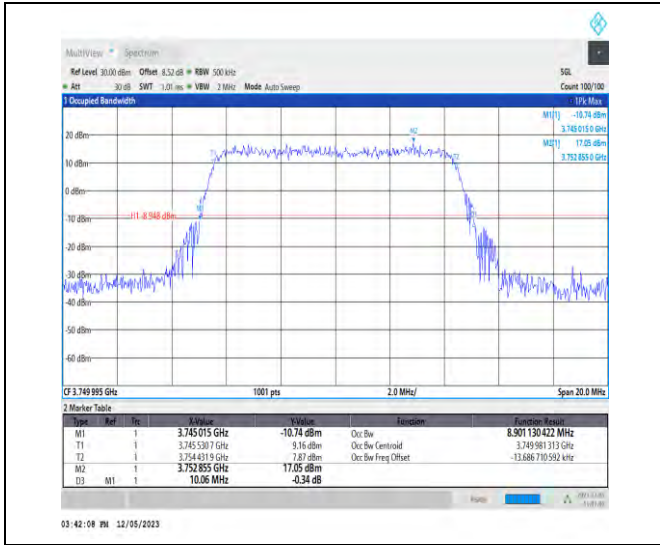 MultiView Spectrum
Ref Level 30.00 dBm Offset 8.52 dB RBW 500 kHz SGL
Att 30 dB SWT 1.01 ms VBW 2 MHz Mode Auto Sweep Count 100/100
1 Occupied Bandwidth 1Pk Max
M1[1] -10.74 dBm
3.745 015 0 GHz
M2[1] 17.05 dBm
3.752 855 0 GHz
M2
20 dBm
T1
T2
10 dBm
0 dBm
H1 -8.948 dBm
-10 dBm
-20 dBm
-30 dBm
-40 dBm
-50 dBm
-60 dBm
CF 3.749 995 GHz 1001 pts 2.0 MHz/ Span 20.0 MHz
2 Marker Table
Type Ref Trc X-Value Y-Value Function Function Result
M1 1 3.745 015 GHz -10.74 dBm Occ Bw 8.901 130 422 MHz
T1 1 3.745 530 7 GHz 9.16 dBm Occ Bw Centroid 3.749 981 313 GHz
T2 1 3.754 431 9 GHz 7.87 dBm Occ Bw Freq Offset -13.686 710 592 kHz
M2 1 3.752 855 GHz 17.05 dBm
D3 M1 1 10.06 MHz -0.34 dB
03:42:08 PM 12/05/2023